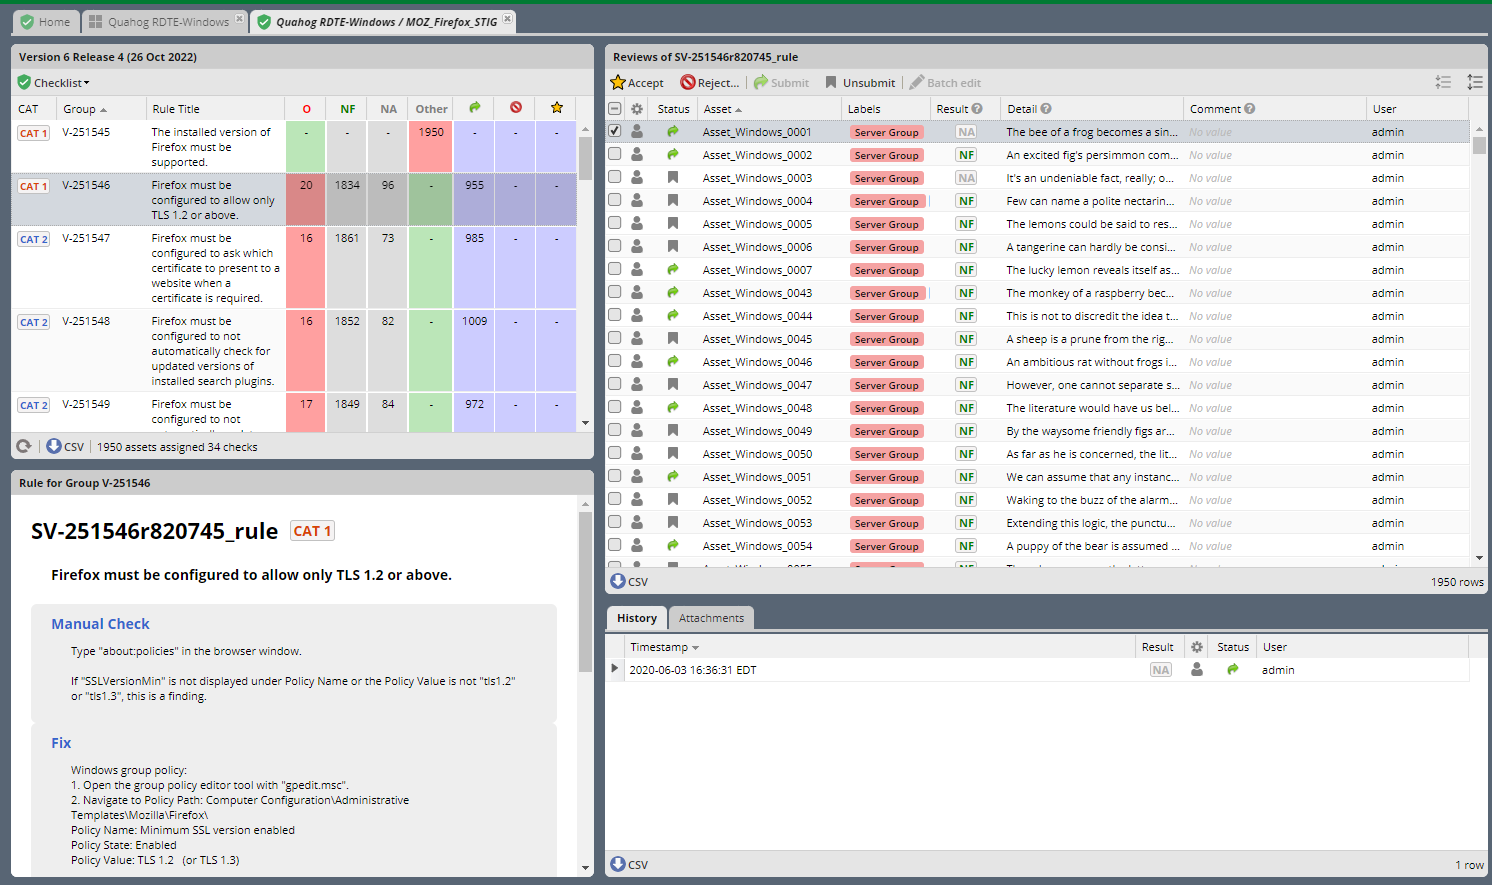 Home
Quahog RDTE-Windows
Quahog RDTE-Windows / MOZ_Firefox_STIG
Version 6 Release 4 (26 Oct 2022)
Checklist
CAT Group Rule Title O NF NA Other
CAT 1 V-251545 The installed version of - - - 1950 - - -
Firefox must be
supported.
CAT 1 V-251546 Firefox must be 20 1834 96 - 955 - -
configured to allow only
TLS 1.2 or above.
CAT 2 V-251547 Firefox must be 16 1861 73 - 985 - -
configured to ask which
certificate to present to a
website when a
certificate is required.
CAT 2 V-251548 Firefox must be 16 1852 82 - 1009 - -
configured to not
automatically check for
updated versions of
installed search plugins.
CAT 2 V-251549 Firefox must be 17 1849 84 - 972 - -
configured to not
CSV 1950 assets assigned 34 checks
Rule for Group V-251546
SV-251546r820745_rule CAT 1
Firefox must be configured to allow only TLS 1.2 or above.
Manual Check
Type "about:policies" in the browser window.
If "SSLVersionMin" is not displayed under Policy Name or the Policy Value is not "tls1.2"
or "tls1.3", this is a finding.
Fix
Windows group policy:
1. Open the group policy editor tool with "gpedit.msc".
2. Navigate to Policy Path: Computer Configuration\Administrative
Templates\Mozilla\Firefox\
Policy Name: Minimum SSL version enabled
Policy State: Enabled
Policy Value: TLS 1.2 (or TLS 1.3)
Reviews of SV-251546r820745_rule
Accept Reject... Submit Unsubmit Batch edit
Status Asset Labels Result Detail Comment User
Asset_Windows_0001 Server Group NA The bee of a frog becomes a sin... No value admin
Asset_Windows_0002 Server Group NF An excited fig's persimmon com... No value admin
Asset_Windows_0003 Server Group NA It's an undeniable fact, really; o... No value admin
Asset_Windows_0004 Server Group NF Few can name a polite nectarin... No value admin
Asset_Windows_0005 Server Group NF The lemons could be said to res... No value admin
Asset_Windows_0006 Server Group NF A tangerine can hardly be consi... No value admin
Asset_Windows_0007 Server Group NF The lucky lemon reveals itself as... No value admin
Asset_Windows_0043 Server Group NF The monkey of a raspberry bec... No value admin
Asset_Windows_0044 Server Group NF This is not to discredit the idea t... No value admin
Asset_Windows_0045 Server Group NF A sheep is a prune from the rig... No value admin
Asset_Windows_0046 Server Group NF An ambitious rat without frogs i... No value admin
Asset_Windows_0047 Server Group NF However, one cannot separate s... No value admin
Asset_Windows_0048 Server Group NF The literature would have us bel... No value admin
Asset_Windows_0049 Server Group NF By the waysome friendly figs ar... No value admin
Asset_Windows_0050 Server Group NF As far as he is concerned, the lit... No value admin
Asset_Windows_0051 Server Group NF We can assume that any instanc... No value admin
Asset_Windows_0052 Server Group NF Waking to the buzz of the alarm... No value admin
Asset_Windows_0053 Server Group NF Extending this logic, the punctu... No value admin
Asset_Windows_0054 Server Group NF A puppy of the bear is assumed ... No value admin
CSV 1950 rows
History Attachments
Timestamp Result Status User
2020-06-03 16:36:31 EDT NA admin
CSV 1 row